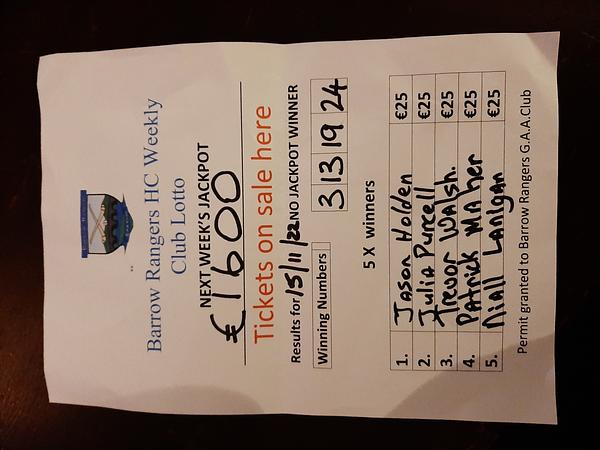 Barrow Rangers HC Weekly
Club Lotto
NEXT WEEK'S JACKPOT
€1600
Tickets on sale here
Results for 15/11/22 NO JACKPOT WINNER
Winning Numbers 3 13 19 24
5 X winners
1. Jason Holden €25
2. Julia Purcell €25
3. Trevor Walsh. €25
4. Patrick MAher €25
5. Niall Lanigan €25
Permit granted to Barrow Rangers G.A.A.Club